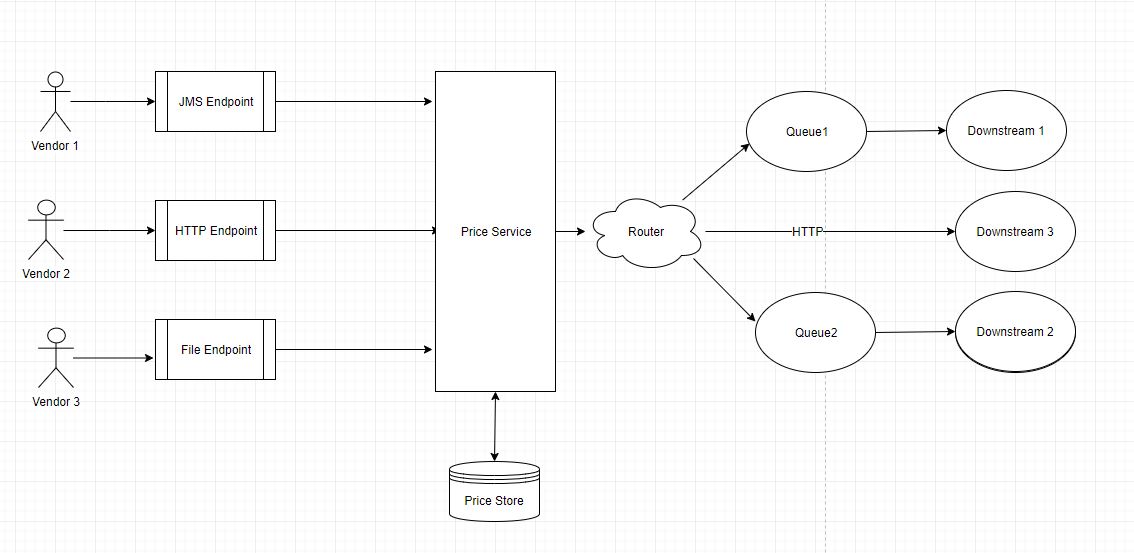 Vendor 1
JMS Endpoint
Vendor 2
HTTP Endpoint
Vendor 3
File Endpoint
Price Service
Price Store
Router
Queue1
Downstream 1
HTTP
Downstream 3
Queue2
Downstream 2